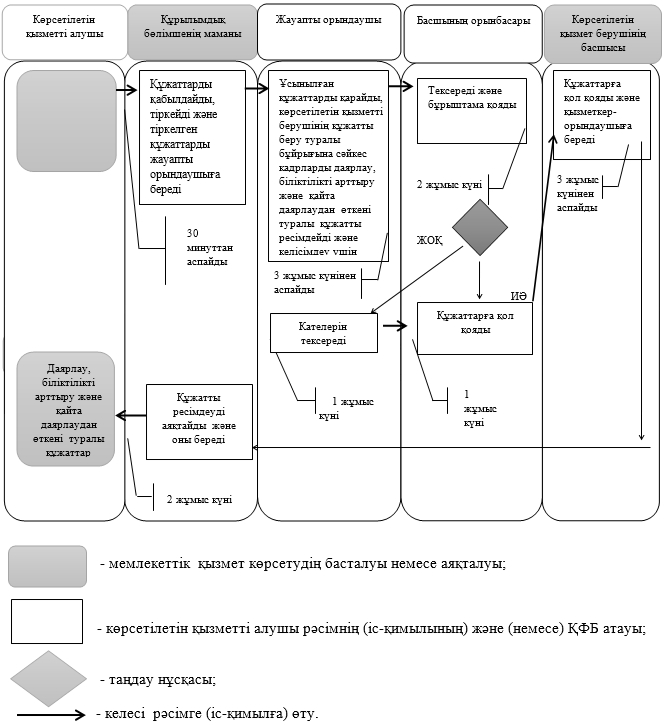 Көрсетілетін
қызметті алушы
Құрылымдық
бөлімшенің маманы
Жауапты орындаушы
Басшының орынбасары
Көрсетілетін
қызмет берушінің
басшысы
Құжаттарды
қабылдайды,
тіркейді және
тіркелген
құжаттарды
жауапты
орындаушыға
береді
30
минуттан
аспайды
Ұсынылған
құжаттарды қарайды,
көрсетілетін қызметті
берушінің құжатты
беру туралы
бұйрығына сәйкес
кадрларды даярлау,
біліктілікті арттыру
және қайта
даярлаудан өткені
туралы құжатты
ресімдейді және
келісімдеу үшін
3 жұмыс күнінен
аспайды
Тексереді және
бұрыштама қояды
2 жұмыс күні
ЖОҚ
ИӘ
Құжаттарға қол
қояды және
қызметкер-
орындаушыға
береді
3 жұмыс
күнінен
аспайды
Кателерін
тексереді
1 жұмыс
күні
Құжаттарға қол
қояды
1
жұмыс
күні
Даярлау,
біліктілікті
арттыру және
қайта
даярлаудан
өткені туралы
құжаттар
Құжатты
ресімдеуді
аяқтайды және
оны береді
2 жұмыс күні
- мемлекеттік қызмет көрсетудің басталуы немесе аяқталуы;
- көрсетілетін қызметті алушы рәсімнің (іс-қимылының) және (немесе) ҚФБ атауы;
- таңдау нұсқасы;
- келесі рәсімге (іс-қимылға) өту.